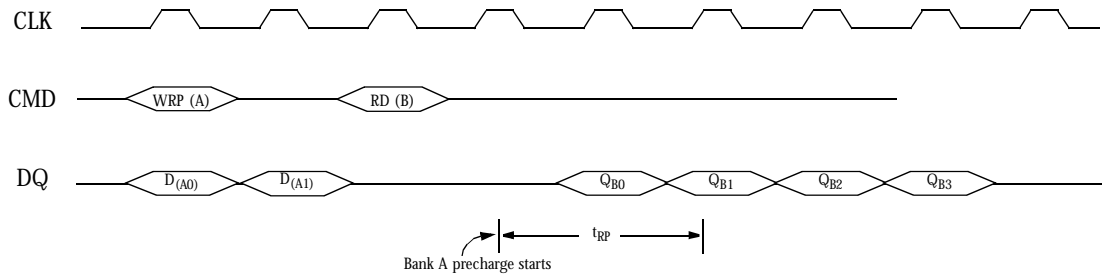 CLK
CMD WRP (A) RD (B)
DQ D(A0) D(A1) QB0 QB1 QB2 QB3
tRP
Bank A precharge starts